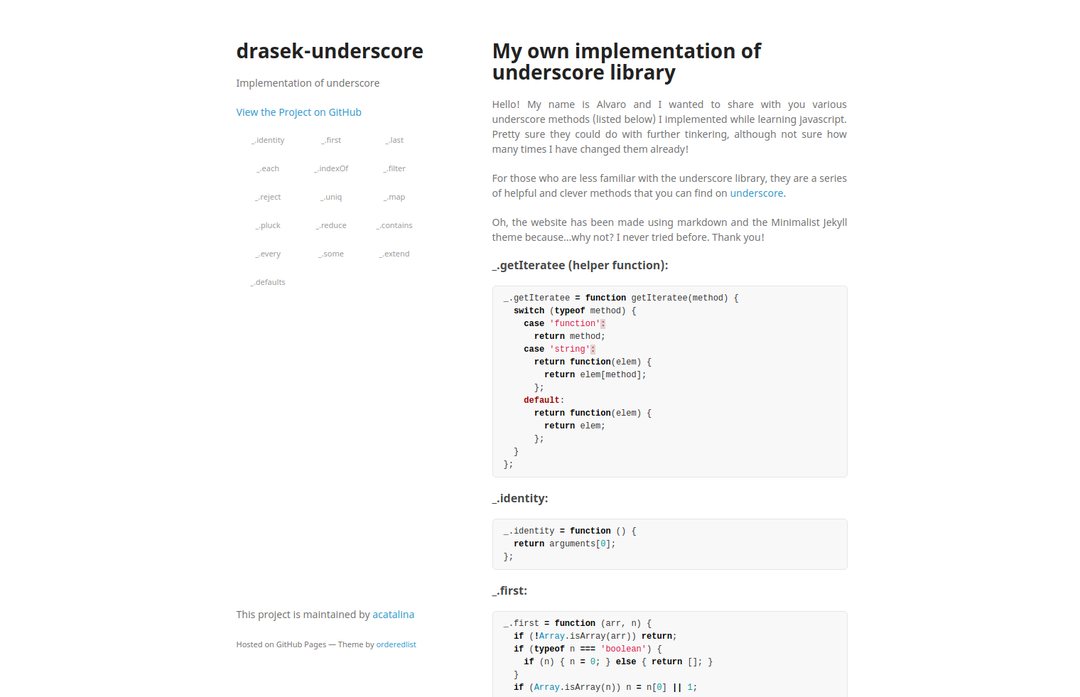 drasek-underscore
Implementation of underscore
View the Project on GitHub
_.identity _.first _.last
_.each _.indexOf _.filter
_.reject _.uniq _.map
_.pluck _.reduce _.contains
_.every _.some _.extend
_.defaults
This project is maintained by acatalina
Hosted on GitHub Pages — Theme by orderedlist
My own implementation of
underscore library
Hello! My name is Alvaro and I wanted to share with you various
underscore methods (listed below) I implemented while learning javascript.
Pretty sure they could do with further tinkering, although not sure how
many times I have changed them already!
For those who are less familiar with the underscore library, they are a series
of helpful and clever methods that you can find on underscore.
Oh, the website has been made using markdown and the Minimalist Jekyll
theme because...why not? I never tried before. Thank you!
_.getIteratee (helper function):
_.getIteratee = function getIteratee(method) {
  switch (typeof method) {
    case 'function':
      return method;
    case 'string':
      return function(elem) {
        return elem[method];
      };
    default:
      return function(elem) {
        return elem;
      };
  }
};
_.identity:
_.identity = function () {
  return arguments[0];
};
_.first:
_.first = function (arr, n) {
  if (!Array.isArray(arr)) return;
  if (typeof n === 'boolean') {
    if (n) { n = 0; } else { return []; }
  }
  if (Array.isArray(n)) n = n[0] || 1;